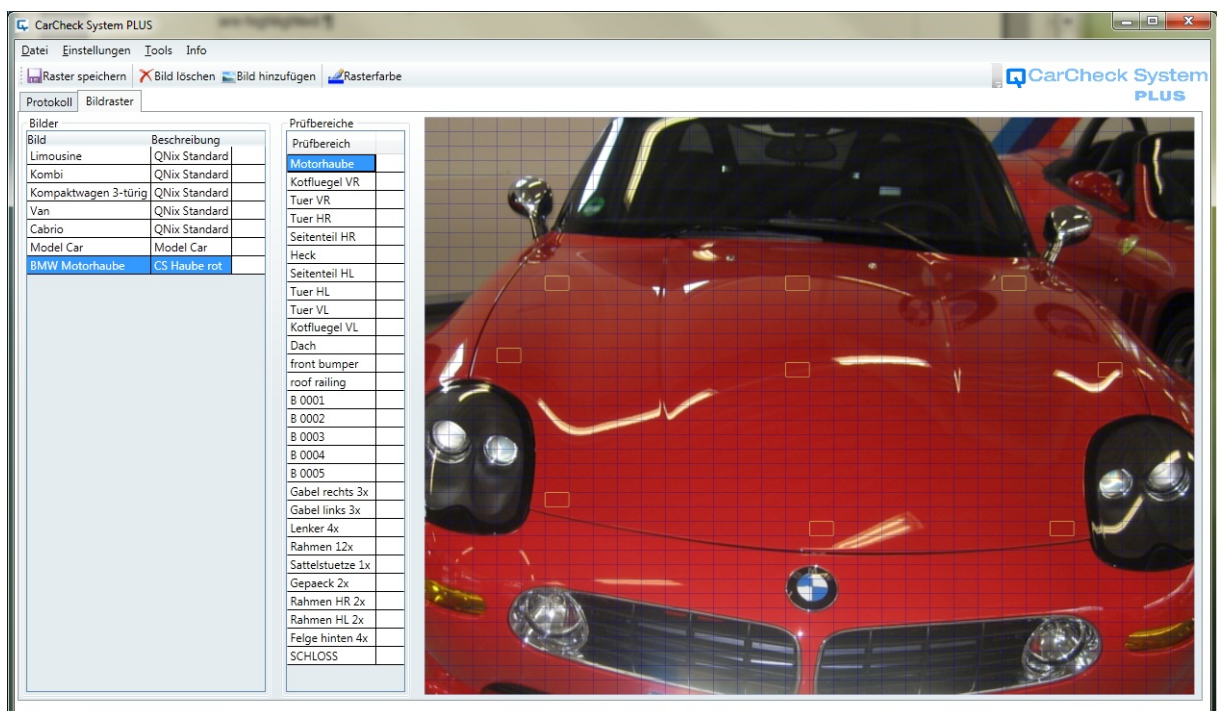 are highlighted ¶
CarCheck System PLUS
Datei Einstellungen Tools Info
Raster speichern Bild löschen Bild hinzufügen Rasterfarbe
CarCheck System
PLUS
Protokoll Bildraster
Bilder
Bild Beschreibung
Limousine QNix Standard
Kombi QNix Standard
Kompaktwagen 3-türig QNix Standard
Van QNix Standard
Cabrio QNix Standard
Model Car Model Car
BMW Motorhaube CS Haube rot
Prüfbereiche
Prüfbereich
Motorhaube
Kotfluegel VR
Tuer VR
Tuer HR
Seitenteil HR
Heck
Seitenteil HL
Tuer HL
Tuer VL
Kotfluegel VL
Dach
front bumper
roof railing
B 0001
B 0002
B 0003
B 0004
B 0005
Gabel rechts 3x
Gabel links 3x
Lenker 4x
Rahmen 12x
Sattelstuetze 1x
Gepaeck 2x
Rahmen HR 2x
Rahmen HL 2x
Felge hinten 4x
SCHLOSS